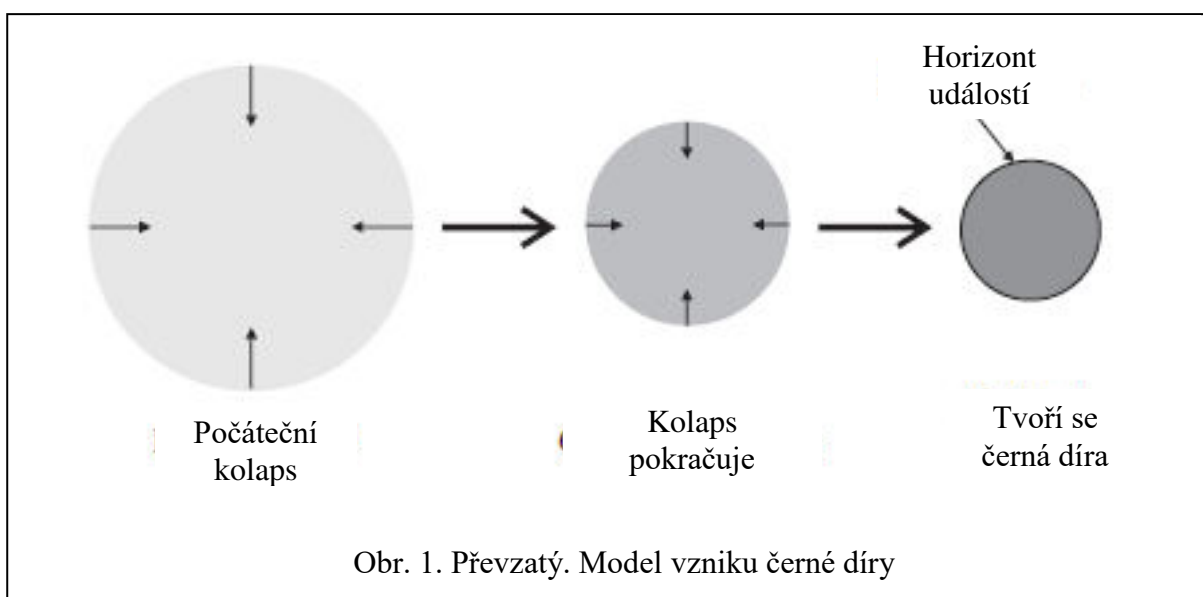 Horizont
událostí
Počáteční
kolaps
Kolaps
pokračuje
Tvoří se
černá díra
Obr. 1. Převzatý. Model vzniku černé díry